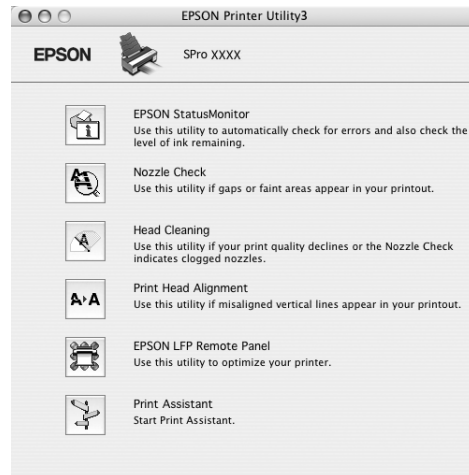 EPSON Printer Utility3
EPSON
SPro XXXX
EPSON StatusMonitor
Use this utility to automatically check for errors and also check the
level of ink remaining.
Nozzle Check
Use this utility if gaps or faint areas appear in your printout.
Head Cleaning
Use this utility if your print quality declines or the Nozzle Check
indicates clogged nozzles.
Print Head Alignment
Use this utility if misaligned vertical lines appear in your printout.
EPSON LFP Remote Panel
Use this utility to optimize your printer.
Print Assistant
Start Print Assistant.